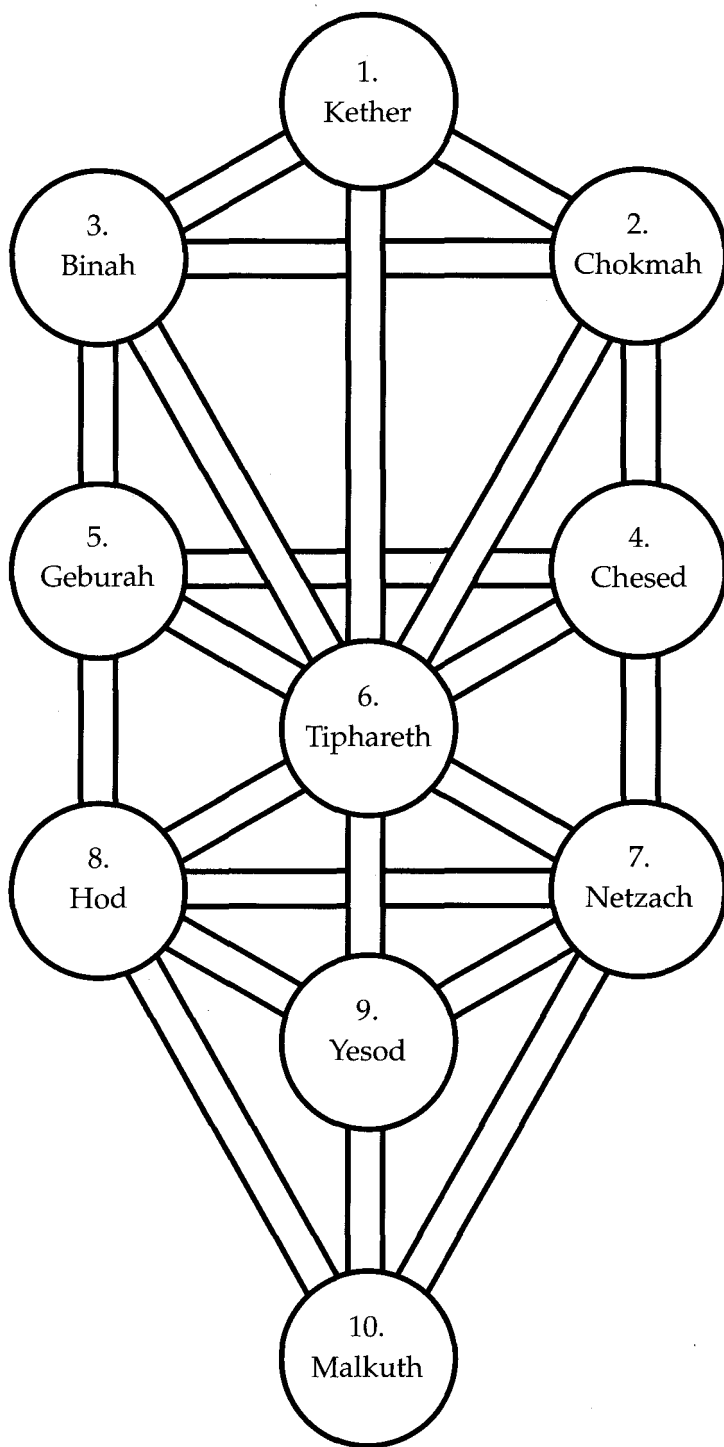 1.
Kether
3.
Binah
2.
Chokmah
5.
Geburah
4.
Chesed
6.
Tiphareth
8.
Hod
7.
Netzach
9.
Yesod
10.
Malkuth